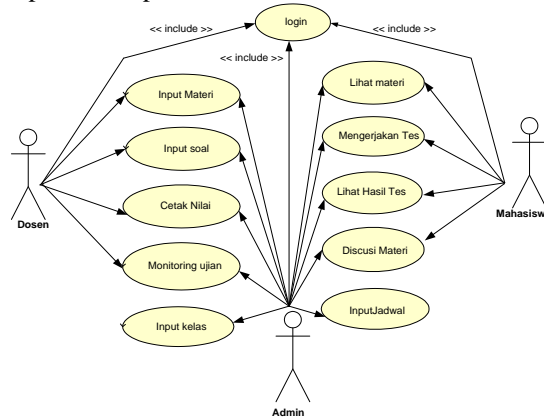 login
<< include >>
<< include >>
<< include >>
Input Materi
Lihat materi
Input soal
Mengerjakan Tes
Cetak Nilai
Lihat Hasil Tes
Dosen
Mahasisw
Monitoring ujian
Discusi Materi
Input kelas
InputJadwal
Admin